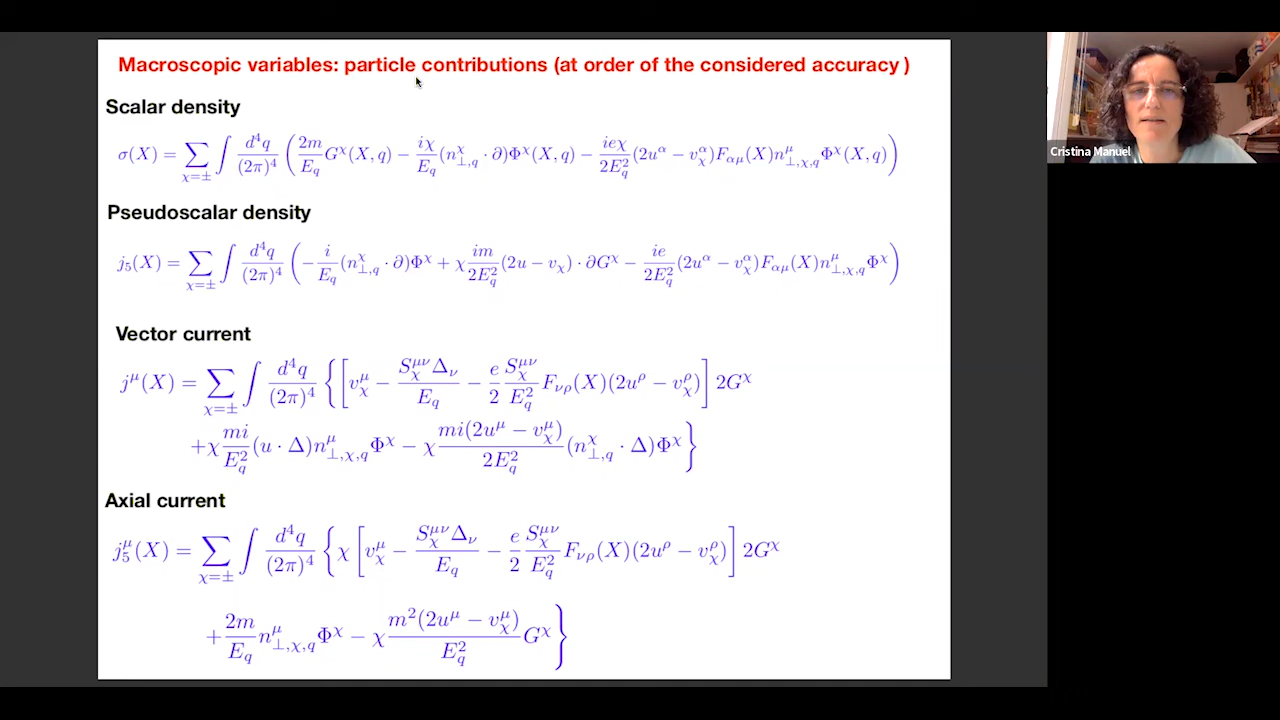 Macroscopic variables: particle contributions (at order of the considered accuracy )
Scalar density
σ(X) = ∑_{χ=±} ∫ d⁴q/(2π)⁴ ( 2m/E_q G^χ(X, q) − iχ/E_q (n^χ_{⊥,q} · ∂)Φ^χ(X, q) − ieχ/2E_q² (2u^α − v^α_χ)F_{αμ}(X)n^μ_{⊥,χ,q}Φ^χ(X, q) )
Pseudoscalar density
j₅(X) = ∑_{χ=±} ∫ d⁴q/(2π)⁴ ( − i/E_q (n^χ_{⊥,q} · ∂)Φ^χ + χ im/2E_q² (2u − v_χ) · ∂G^χ − ie/2E_q² (2u^α − v^α_χ)F_{αμ}(X)n^μ_{⊥,χ,q}Φ^χ )
Vector current
j^μ(X) = ∑_{χ=±} ∫ d⁴q/(2π)⁴ { [ v^μ_χ − S^{μν}_χ Δ_ν/E_q − e/2 S^{μν}_χ/E_q² F_{νρ}(X)(2u^ρ − v^ρ_χ) ] 2G^χ
+χ mi/E_q² (u · Δ)n^μ_{⊥,χ,q}Φ^χ − χ mi(2u^μ − v^μ_χ)/2E_q² (n^χ_{⊥,q} · Δ)Φ^χ }
Axial current
j^μ_5(X) = ∑_{χ=±} ∫ d⁴q/(2π)⁴ { χ [ v^μ_χ − S^{μν}_χ Δ_ν/E_q − e/2 S^{μν}_χ/E_q² F_{νρ}(X)(2u^ρ − v^ρ_χ) ] 2G^χ
+ 2m/E_q n^μ_{⊥,χ,q}Φ^χ − χ m²(2u^μ − v^μ_χ)/E_q² G^χ }
Cristina Manuel